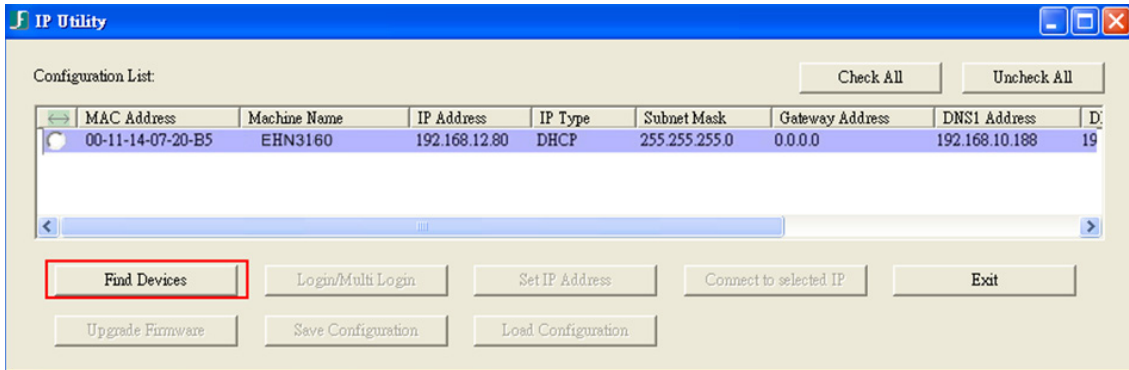 IP Utility
Configuration List:
Check All
Uncheck All
MAC Address Machine Name IP Address IP Type Subnet Mask Gateway Address DNS1 Address
00-11-14-07-20-B5 EHN3160 192.168.12.80 DHCP 255.255.255.0 0.0.0.0 192.168.10.188 19
Find Devices Login/Multi Login Set IP Address Connect to selected IP Exit
Upgrade Firmware Save Configuration Load Configuration